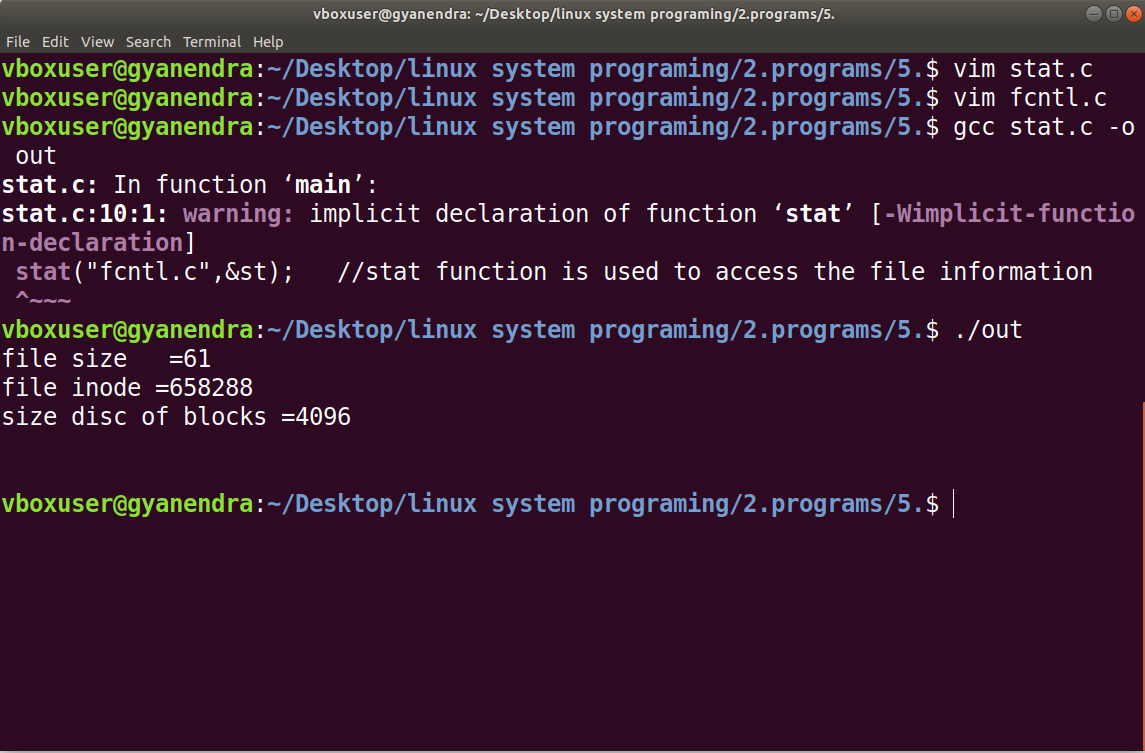 vboxuser@gyanendra: ~/Desktop/linux system programing/2.programs/5.
File Edit View Search Terminal Help
vboxuser@gyanendra:~/Desktop/linux system programing/2.programs/5.$ vim stat.c
vboxuser@gyanendra:~/Desktop/linux system programing/2.programs/5.$ vim fcntl.c
vboxuser@gyanendra:~/Desktop/linux system programing/2.programs/5.$ gcc stat.c -o
 out
stat.c: In function ‘main’:
stat.c:10:1: warning: implicit declaration of function ‘stat’ [-Wimplicit-functio
n-declaration]
 stat("fcntl.c",&st);   //stat function is used to access the file information
 ^~~~
vboxuser@gyanendra:~/Desktop/linux system programing/2.programs/5.$ ./out
file size   =61
file inode =658288
size disc of blocks =4096
vboxuser@gyanendra:~/Desktop/linux system programing/2.programs/5.$